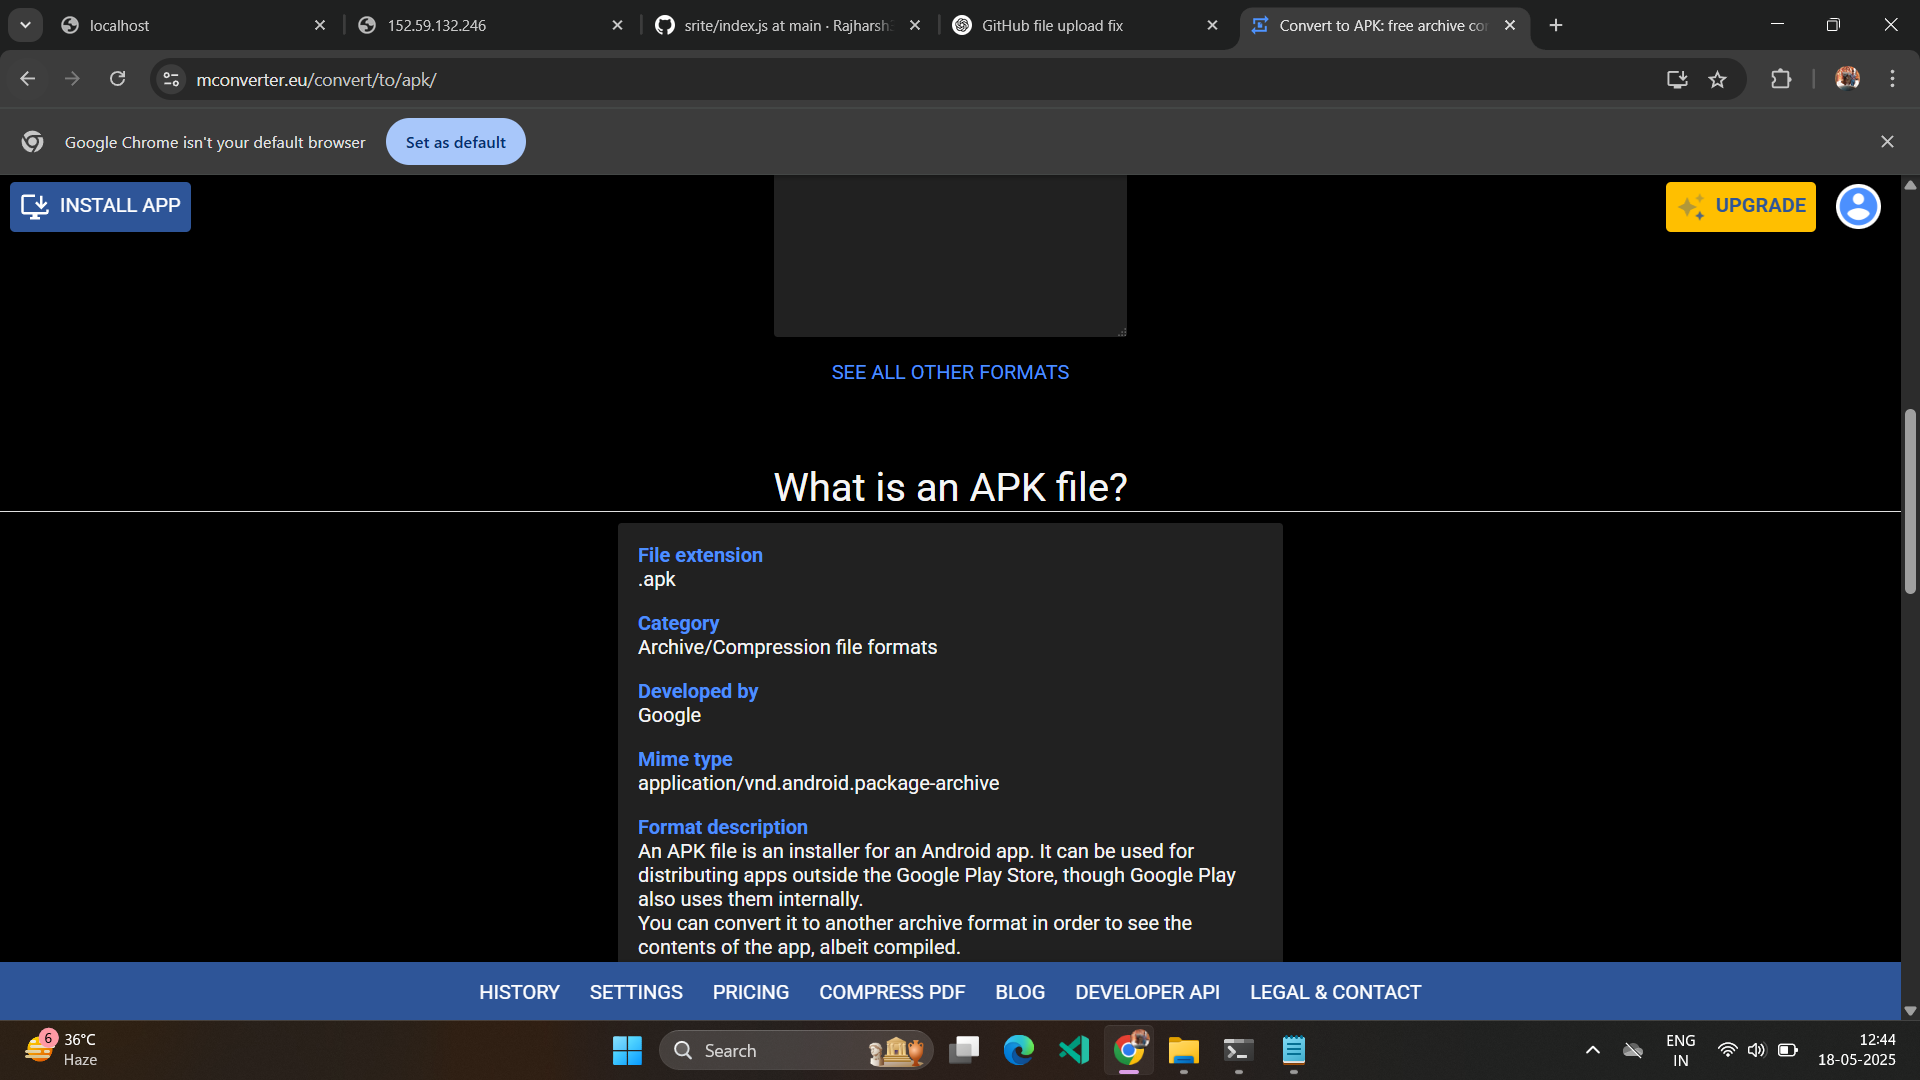 localhost
152.59.132.246
srite/index.js at main · Rajharsh
GitHub file upload fix
Convert to APK: free archive co
mconverter.eu/convert/to/apk/
Google Chrome isn't your default browser
Set as default
INSTALL APP
UPGRADE
SEE ALL OTHER FORMATS
What is an APK file?
File extension
.apk
Category
Archive/Compression file formats
Developed by
Google
Mime type
application/vnd.android.package-archive
Format description
An APK file is an installer for an Android app. It can be used for
distributing apps outside the Google Play Store, though Google Play
also uses them internally.
You can convert it to another archive format in order to see the
contents of the app, albeit compiled.
HISTORY
SETTINGS
PRICING
COMPRESS PDF
BLOG
DEVELOPER API
LEGAL & CONTACT
6
36°C
Haze
Search
ENG
IN
12:44
18-05-2025